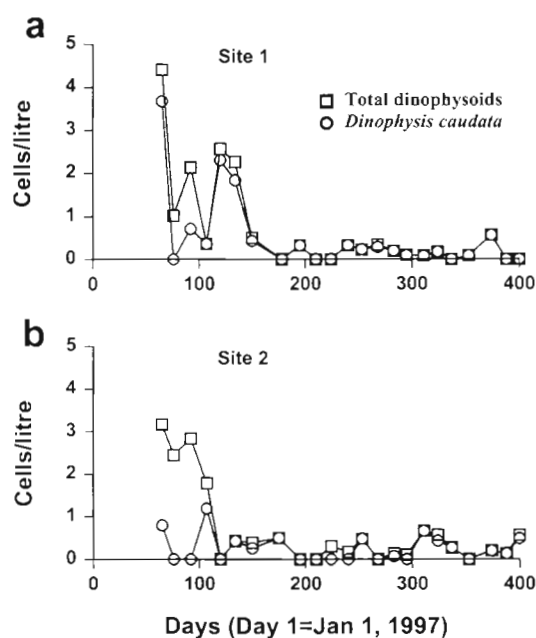 a
Site 1
Total dinophysoids
Dinophysis caudata
Cells/litre
5
4
3
2
1
0
0 100 200 300 400
b
Site 2
Cells/litre
5
4
3
2
1
0
0 100 200 300 400
Days (Day 1=Jan 1, 1997)